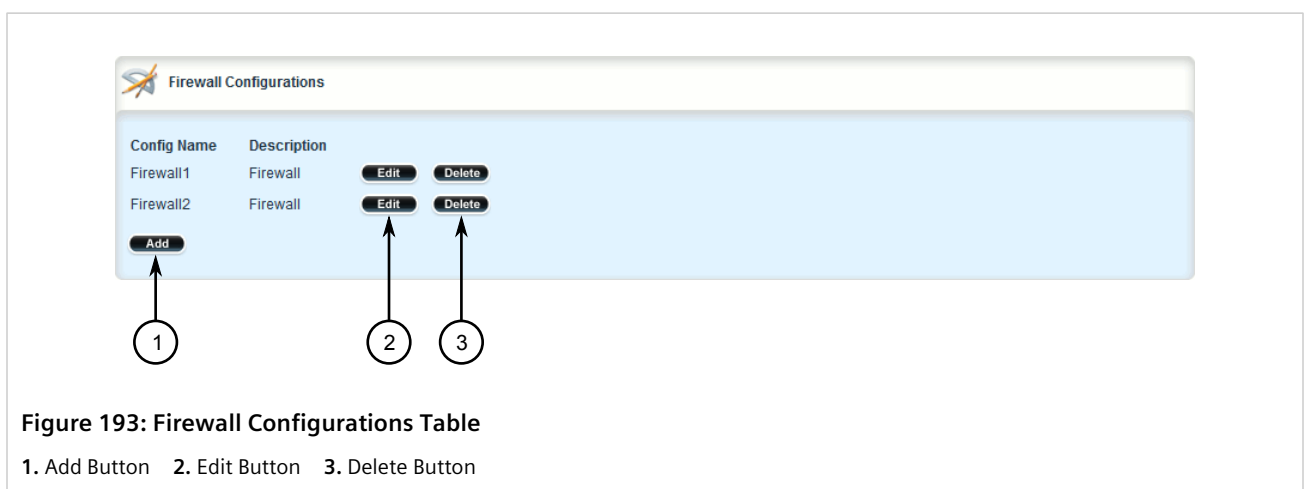 Firewall Configurations
Config Name Description
Firewall1 Firewall Edit Delete
Firewall2 Firewall Edit Delete
Add
1 2 3
Figure 193: Firewall Configurations Table
1. Add Button 2. Edit Button 3. Delete Button